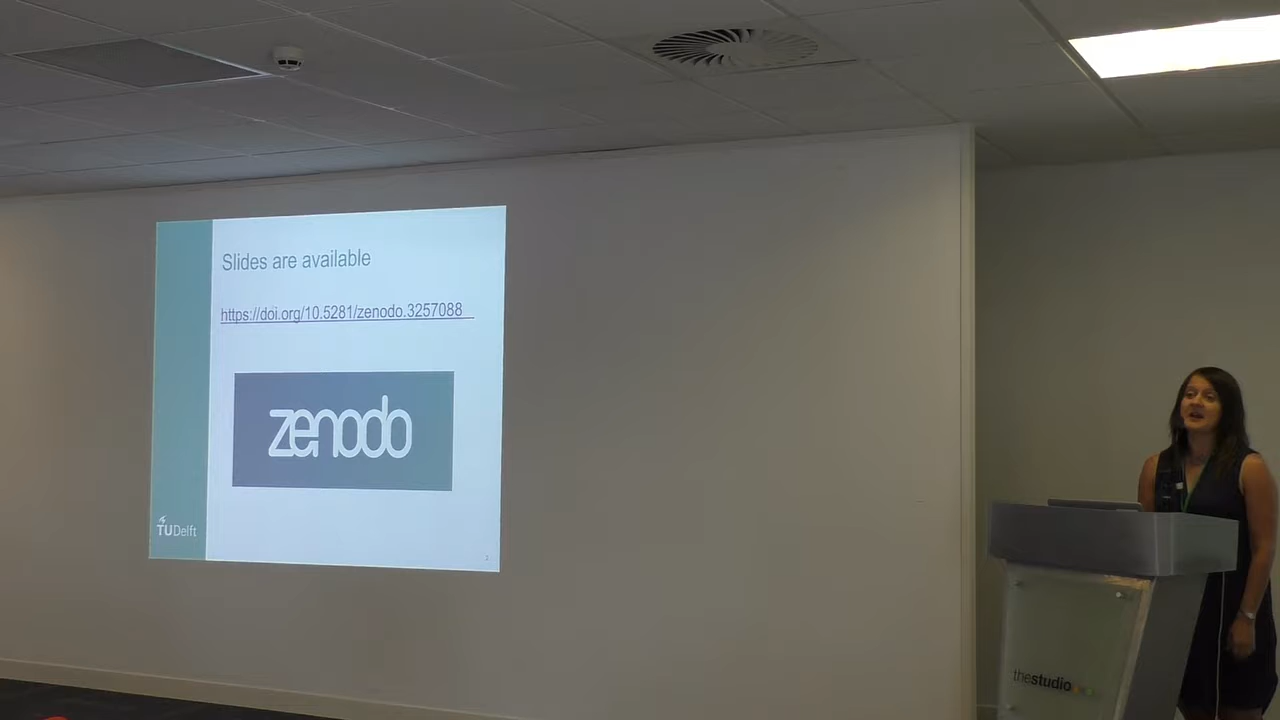 Slides are available
https://doi.org/10.5281/zenodo.3257088
zenodo
TUDelft
thestudio